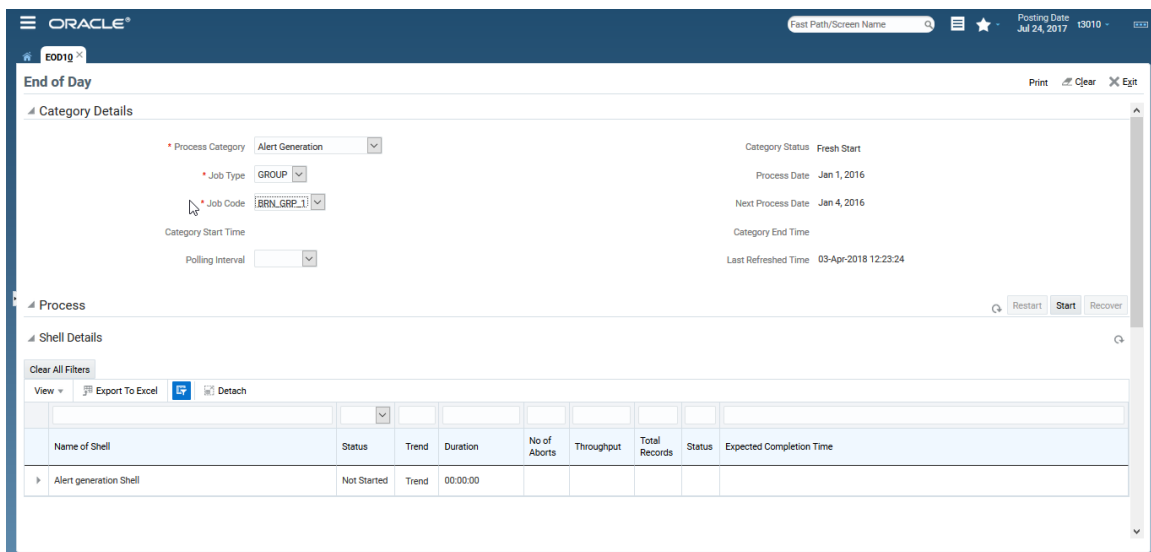 ORACLE®
Fast Path/Screen Name
Posting Date
Jul 24, 2017
t3010
EOD10
End of Day
Print Clear Exit
Category Details
* Process Category Alert Generation Category Status Fresh Start
* Job Type GROUP Process Date Jan 1, 2016
* Job Code BRN_GRP_1 Next Process Date Jan 4, 2016
Category Start Time Category End Time
Polling Interval Last Refreshed Time 03-Apr-2018 12:23:24
Process Restart Start Recover
Shell Details
Clear All Filters
View Export To Excel Detach
Name of Shell Status Trend Duration No of Aborts Throughput Total Records Status Expected Completion Time
Alert generation Shell Not Started Trend 00:00:00